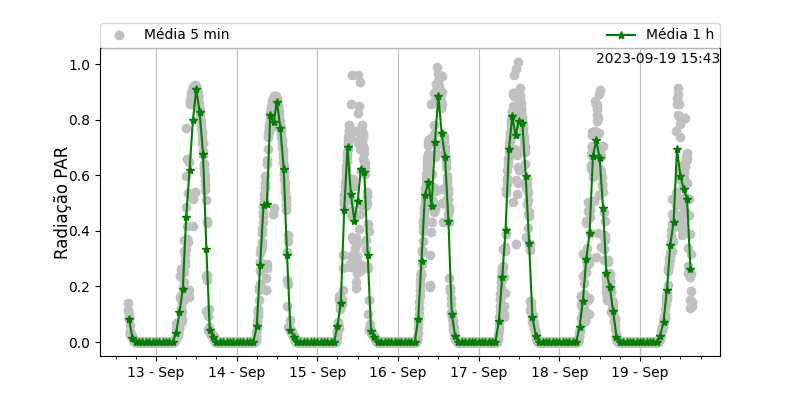 Média 5 min
Média 1 h
2023-09-19 15:43
Radiação PAR
1.0
0.8
0.6
0.4
0.2
0.0
13 - Sep
14 - Sep
15 - Sep
16 - Sep
17 - Sep
18 - Sep
19 - Sep